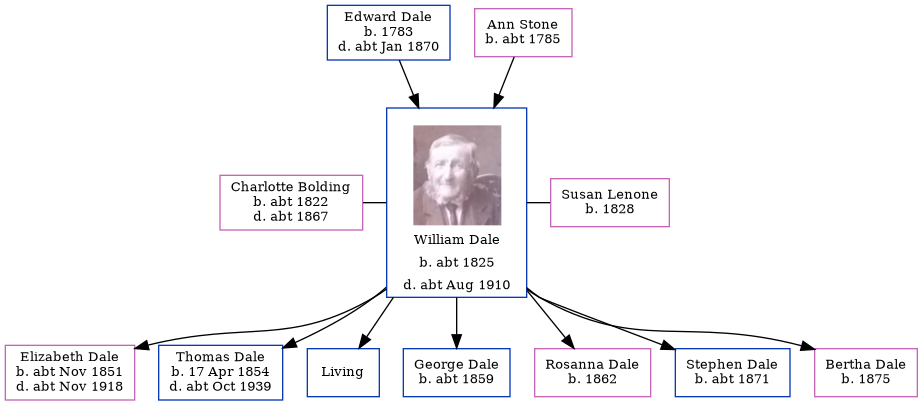 Edward Dale
b. 1783
d. abt Jan 1870
Ann Stone
b. abt 1785
Charlotte Bolding
b. abt 1822
d. abt 1867
William Dale
b. abt 1825
d. abt Aug 1910
Susan Lenone
b. 1828
Elizabeth Dale
b. abt Nov 1851
d. abt Nov 1918
Thomas Dale
b. 17 Apr 1854
d. abt Oct 1939
Living
George Dale
b. abt 1859
Rosanna Dale
b. 1862
Stephen Dale
b. abt 1871
Bertha Dale
b. 1875